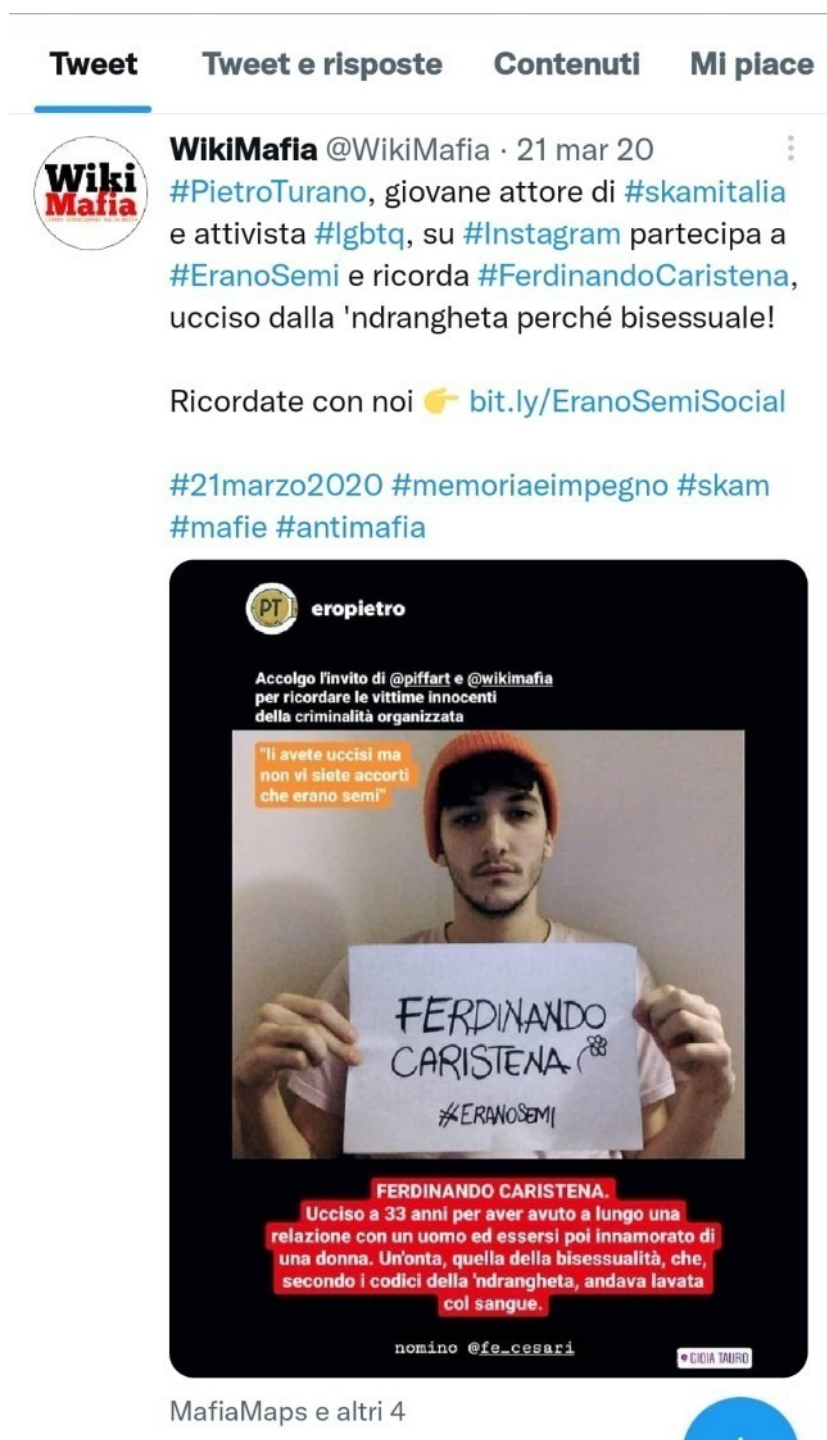 Tweet Tweet e risposte Contenuti Mi piace
Wiki
Mafia
WikiMafia @WikiMafia · 21 mar 20
#PietroTurano, giovane attore di #skamitalia
e attivista #lgbtq, su #Instagram partecipa a
#EranoSemi e ricorda #FerdinandoCaristena,
ucciso dalla 'ndrangheta perché bisessuale!
Ricordate con noi 👉 bit.ly/EranoSemiSocial
#21marzo2020 #memoriaeimpegno #skam
#mafie #antimafia
PT eropietro
Accolgo l'invito di @piffart e @wikimafia
per ricordare le vittime innocenti
della criminalità organizzata
"li avete uccisi ma
non vi siete accorti
che erano semi"
FERDINANDO
CARISTENA
#ERANOSEMI
FERDINANDO CARISTENA.
Ucciso a 33 anni per aver avuto a lungo una
relazione con un uomo ed essersi poi innamorato di
una donna. Un'onta, quella della bisessualità, che,
secondo i codici della 'ndrangheta, andava lavata
col sangue.
nomino @fe_cesari
GIOIA TAURO
MafiaMaps e altri 4